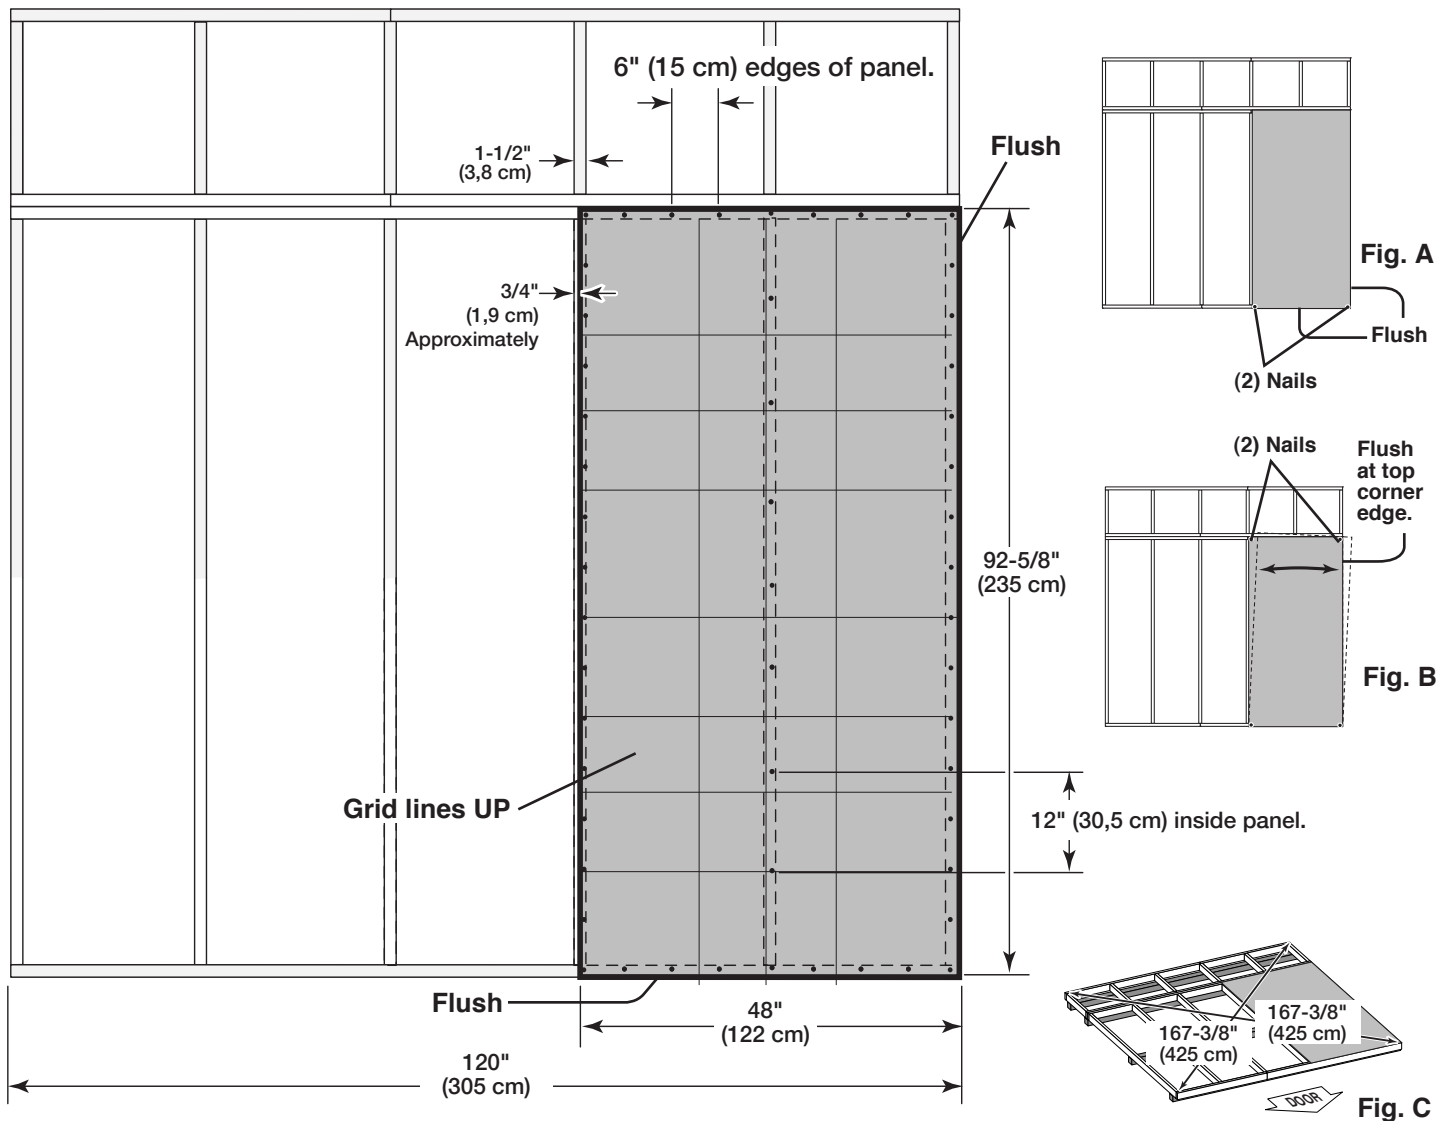 6" (15 cm) edges of panel.
1-1/2"
(3,8 cm)
Flush
3/4"
(1,9 cm)
Approximately
92-5/8"
(235 cm)
Grid lines UP
12" (30,5 cm) inside panel.
Flush
48"
(122 cm)
120"
(305 cm)
Fig. A
Flush
(2) Nails
(2) Nails
Flush
at top
corner
edge.
Fig. B
167-3/8"
(425 cm)
167-3/8"
(425 cm)
DOOR
Fig. C